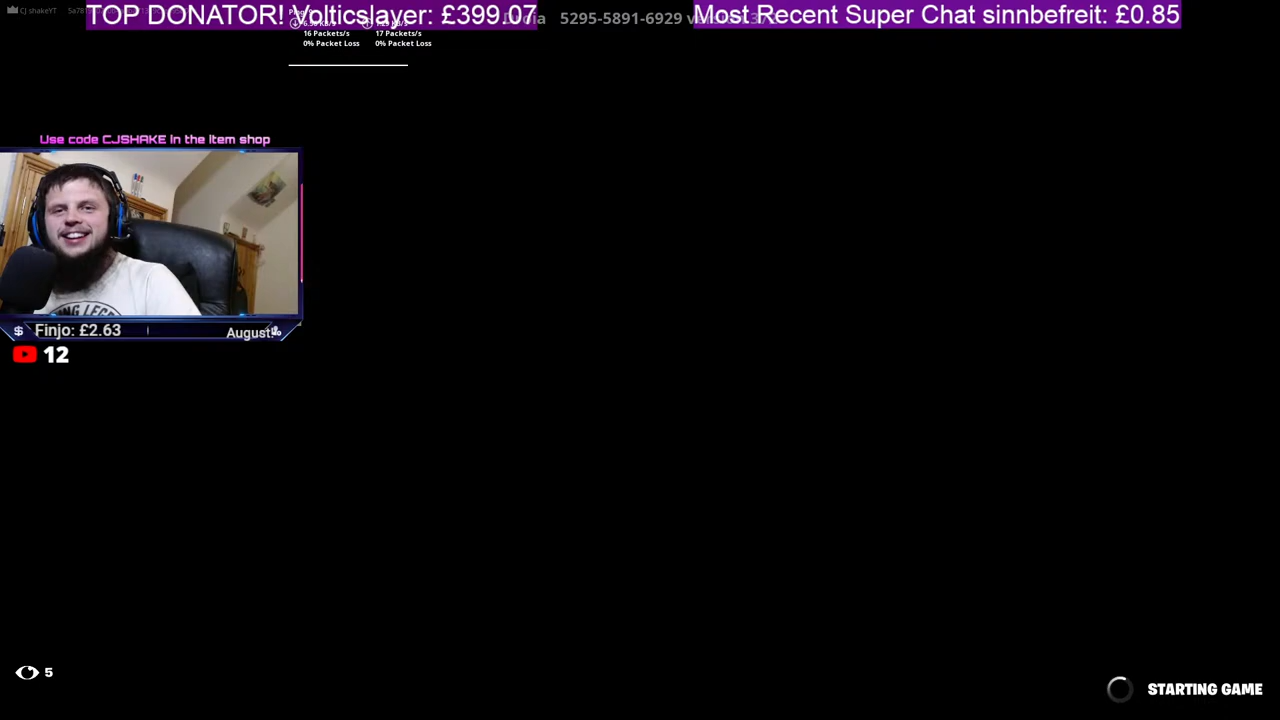 CJ shakeYT
TOP DONATOR! volticslayer: £399.07
5295-5891-6929
Most Recent Super Chat sinnbefreit: £0.85
16 Packets/s
17 Packets/s
0% Packet Loss
0% Packet Loss
Use code CJSHAKE in the item shop
$ Finjo: £2.63
August
12
5
STARTING GAME